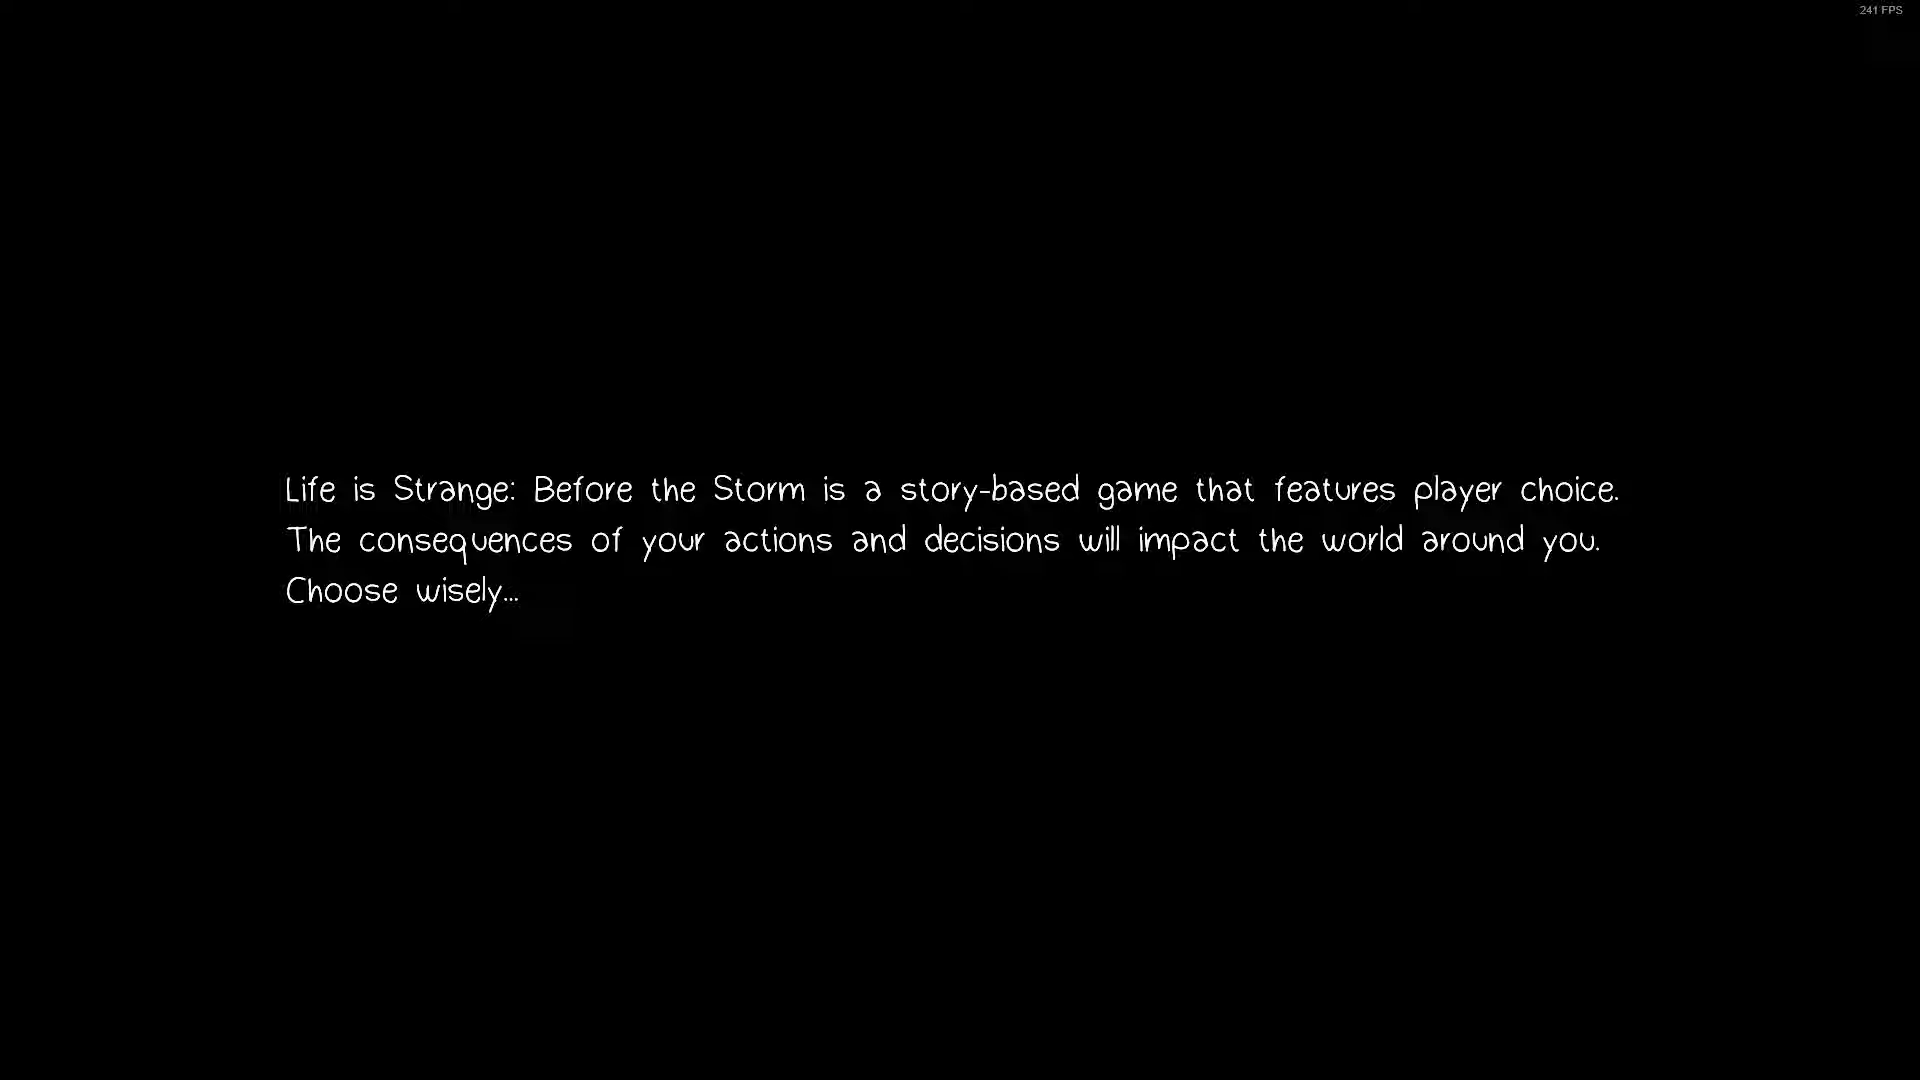 241 FPS
Life is Strange: Before the Storm is a story-based game that features player choice.
The consequences of your actions and decisions will impact the world around you.
Choose wisely...